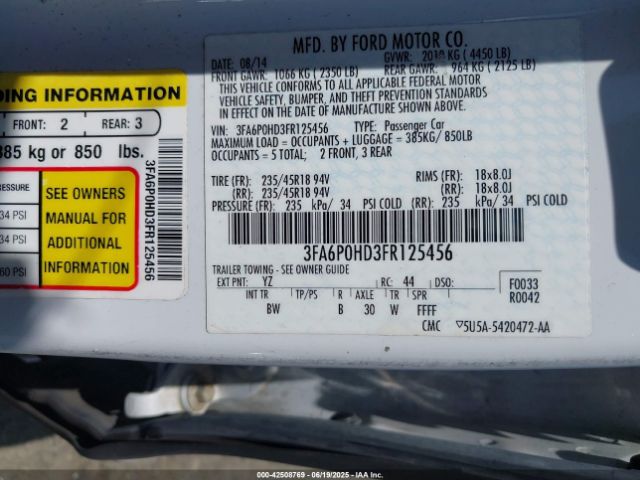 DING INFORMATION
FRONT: 2 REAR: 3
385 kg or 850 lbs.
PRESSURE
34 PSI
34 PSI
60 PSI
SEE OWNERS
MANUAL FOR
ADDITIONAL
INFORMATION
3FA6P0HD3FR125456
MFD. BY FORD MOTOR CO.
DATE: 08/14 GVWR: KG ( 4450 LB)
FRONT GAWR: 1066 KG ( 2350 LB) REAR GAWR: 964 KG ( 2125 LB)
THIS VEHICLE CONFORMS TO ALL APPLICABLE FEDERAL MOTOR
VEHICLE SAFETY, BUMPER, AND THEFT PREVENTION STANDARDS
IN EFFECT ON THE DATE OF MANUFACTURE SHOWN ABOVE.
VIN: 3FA6P0HD3FR125456 TYPE: Passenger Car
MAXIMUM LOAD = OCCUPANTS + LUGGAGE = 385KG/ 850LB
OCCUPANTS = 5 TOTAL; 2 FRONT, 3 REAR
TIRE (FR): 235/45R18 94V RIMS (FR): 18x8.0J
(RR): 235/45R18 94V (RR): 18x8.0J
PRESSURE (FR): 235 kPa/ 34 PSI COLD (RR): 235 kPa/ 34 PSI COLD
3FA6P0HD3FR125456
TRAILER TOWING - SEE OWNER GUIDE
EXT PNT: YZ RC: 44 DSO: F0033
R0042
INT TR TP/PS R AXLE TR SPR
BW B 30 W FFFF
CMC ▽5U5A-5420472-AA
000-42508769 - 06/19/2025 - IAAI.COM